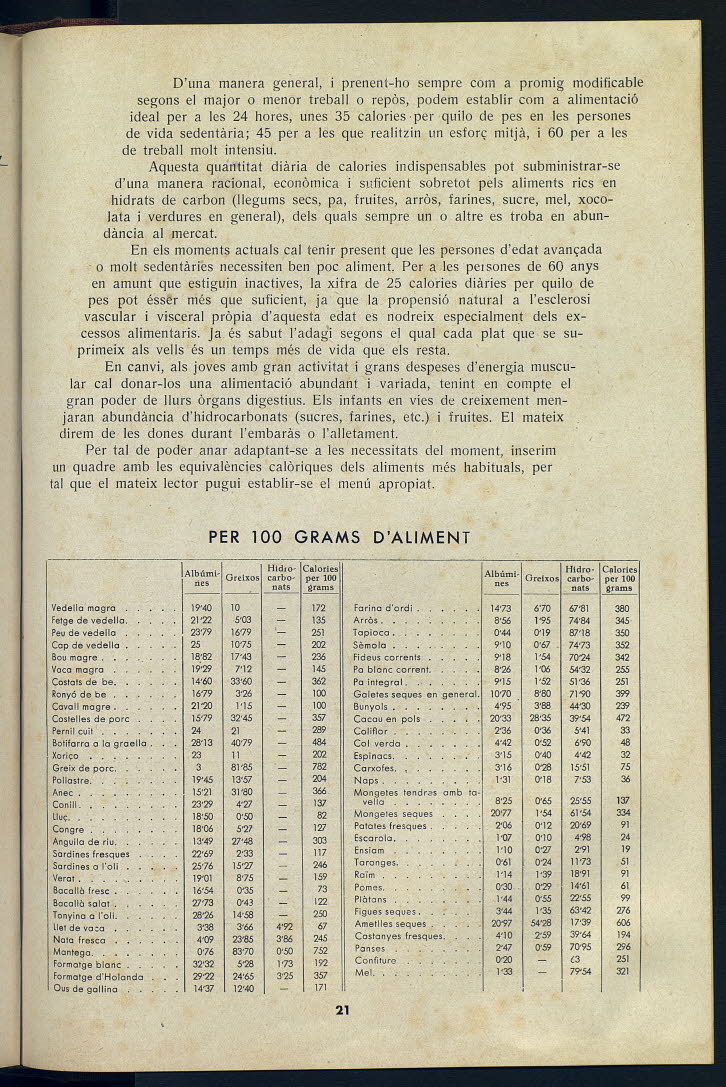 D'una manera general, i prenent-ho sempre com a promig modificable
segons el major o menor treball o repòs, podem establir com a alimentació
ideal per a les 24 hores, unes 35 calories per quilo de pes en les persones
de vida sedentària; 45 per a les que realitzin un esforç mitjà, i 60 per a les
de treball molt intensiu.
Aquesta quantitat diària de calories indispensables pot subministrar-se
d'una manera racional, econòmica i suficient sobretot pels aliments rics en
hidrats de carbon (llegums secs, pa, fruites, arròs, farines, sucre, mel, xoco-
lata i verdures en general), dels quals sempre un o altre es troba en abun-
dància al mercat.
En els moments actuals cal tenir present que les persones d'edat avançada
o molt sedentàries necessiten ben poc aliment. Per a les persones de 60 anys
en amunt que estiguin inactives, la xifra de 25 calories diàries per quilo de
pes pot ésser més que suficient, ja que la propensió natural a l'esclerosi
vascular i visceral pròpia d'aquesta edat es nodreix especialment dels ex-
cessos alimentaris. Ja és sabut l'adagi segons el qual cada plat que se su-
primeix als vells és un temps més de vida que els resta.
En canvi, als joves amb gran activitat i grans despeses d'energia muscu-
lar cal donar-los una alimentació abundant i variada, tenint en compte el
gran poder de llurs òrgans digestius. Els infants en vies de creixement men-
jaran abundància d'hidrocarbonats (sucres, farines, etc.) i fruites. El mateix
direm de les dones durant l'embaràs o l'alletament.
Per tal de poder anar adaptant-se a les necessitats del moment, inserim
un quadre amb les equivalències calòriques dels aliments més habituals, per
tal que el mateix lector pugui establir-se el menú apropiat.
PER 100 GRAMS D'ALIMENT
Albúmi-nes Greixos Hidro-carbo-nats Calories per 100 grams
Vedella magra . . . . . 19'40 10 — 172
Fetge de vedella. . . . . 21'22 5'03 — 135
Peu de vedella . . . . . 23'79 16'79 — 251
Cap de vedella . . . . . 25 10'75 — 202
Bou magre . . . . . 18'82 17'43 — 236
Vaca magra . . . . . 19'29 7'12 — 145
Costats de be. . . . . 14'60 33'60 — 362
Ronyó de be . . . . . 16'79 3'26 — 100
Cavall magre . . . . . 21'20 1'15 — 100
Costelles de porc . . . . 15'79 32'45 — 357
Pernil cuit . . . . . 24 21 — 289
Botifarra a la graella . . . 28'13 40'79 — 484
Xoriço . . . . . 23 11 — 202
Greix de porc. . . . . 3 81'85 — 782
Pollastre. . . . . 19'45 13'57 — 204
Anec . . . . . 15'21 31'80 — 366
Conill . . . . . 23'29 4'27 — 137
Lluç. . . . . 18'50 0'50 — 82
Congre . . . . . 18'06 5'27 — 127
Anguila de riu. . . . . 13'49 27'48 — 303
Sardines fresques . . . . 22'69 2'33 — 117
Sardines a l'oli . . . . 25'76 15'27 — 246
Verat . . . . . 19'01 8'75 — 159
Bacallà fresc . . . . . 16'54 0'35 — 73
Bacallà salat . . . . . 27'73 0'43 — 122
Tonyina a l'oli. . . . . 28'26 14'58 — 250
Llet de vaca . . . . . 3'38 3'66 4'92 67
Nata fresca . . . . . 4'09 23'85 3'86 245
Mantega. . . . . 0'76 83'70 0'50 752
Formatge blanc . . . . 32'32 5'28 1'73 192
Formatge d'Holanda . . . 29'22 24'65 3'25 357
Ous de gallina . . . . . 14'37 12'40 — 171
Albúmi-nes Greixos Hidro-carbo-nats Calories per 100 grams
Farina d'ordi . . . . . 14'73 6'70 67'81 380
Arròs. . . . . 8'56 1'95 74'84 345
Tapioca . . . . . 0'44 0'19 87'18 350
Sèmola . . . . . 9'10 0'67 74'73 352
Fideus corrents . . . . . 9'18 1'54 70'24 342
Pa blanc corrent. . . . . 8'26 1'06 54'32 255
Pa integral . . . . . 9'15 1'52 51'36 251
Galetes seques en general. 10'70 8'80 71'90 399
Bunyols . . . . . 4'95 3'88 44'30 239
Cacau en pols . . . . . 20'33 28'35 39'54 472
Coliflor . . . . . 2'36 0'36 5'41 33
Col verda . . . . . 4'42 0'52 6'90 48
Espinacs. . . . . 3'15 0'40 4'42 32
Carxofes. . . . . 3'16 0'28 15'51 75
Naps . . . . . 1'31 0'18 7'53 36
Mongetes tendres amb ta-
vella . . . . . 8'25 0'65 25'55 137
Mongetes seques . . . . 20'77 1'54 61'54 334
Patates fresques . . . . . 2'06 0'12 20'69 91
Escarola. . . . . 1'07 0'10 4'98 24
Ensiam . . . . . 1'10 0'27 2'91 19
Taronges. . . . . 0'61 0'24 11'73 51
Raïm . . . . . 1'14 1'39 18'91 91
Pomes. . . . . 0'30 0'29 14'61 61
Plàtans . . . . . 1'44 0'55 22'55 99
Figues seques . . . . . 3'44 1'35 63'42 276
Ametlles seques . . . . . 20'97 54'28 17'39 606
Castanyes fresques. . . . 4'10 2'59 39'64 194
Panses . . . . . 2'47 0'59 70'95 296
Confitura . . . . . 0'20 — 63 251
Mel. . . . . 1'33 — 79'54 321
21